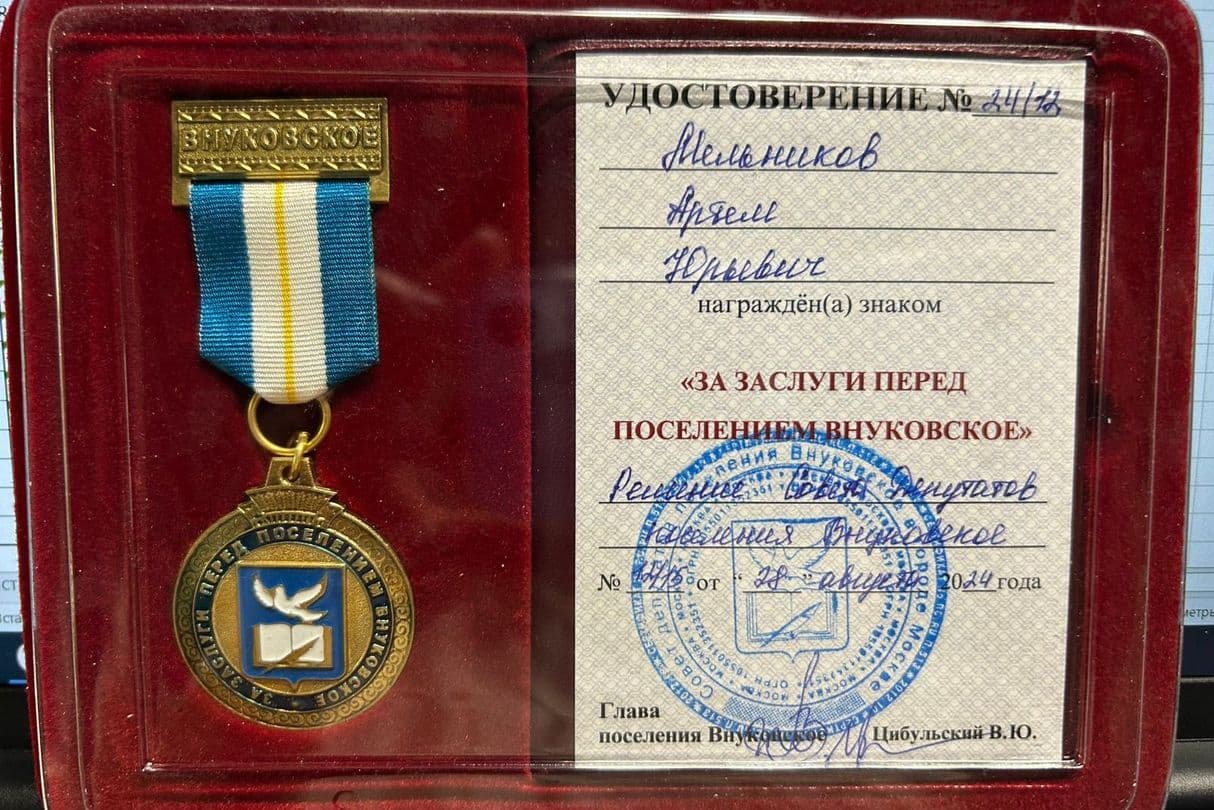 ВНУКОВСКОЕ
ЗА ЗАСЛУГИ ПЕРЕД ПОСЕЛЕНИЕМ ВНУКОВСКОЕ
УДОСТОВЕРЕНИЕ № 24/12
Мельников
Артем
Юрьевич
награждён(а) знаком
«ЗА ЗАСЛУГИ ПЕРЕД
ПОСЕЛЕНИЕМ ВНУКОВСКОЕ»
Решение Совета Депутатов
поселения Внуковское
№ от “ 28 ” августа 2024 года
Глава
поселения Внуковское Цибульский В.Ю.